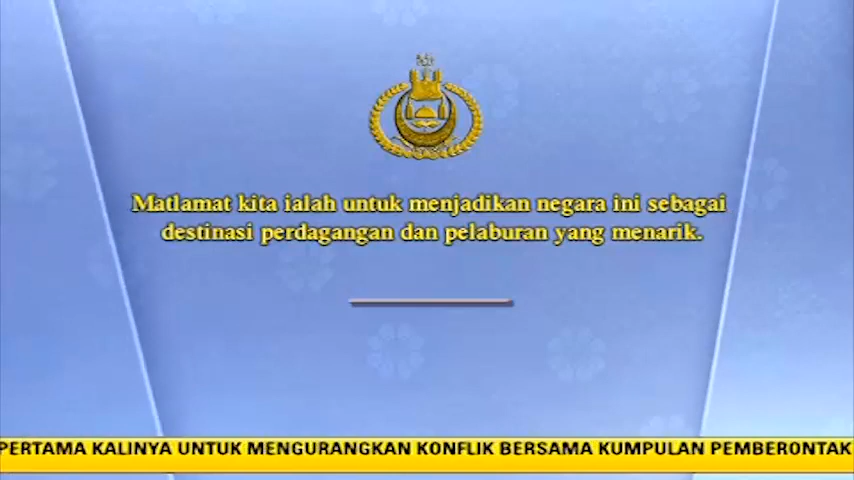 Matlamat kita ialah untuk menjadikan negara ini sebagai
destinasi perdagangan dan pelaburan yang menarik.
PERTAMA KALINYA UNTUK MENGURANGKAN KONFLIK BERSAMA KUMPULAN PEMBERONTAK